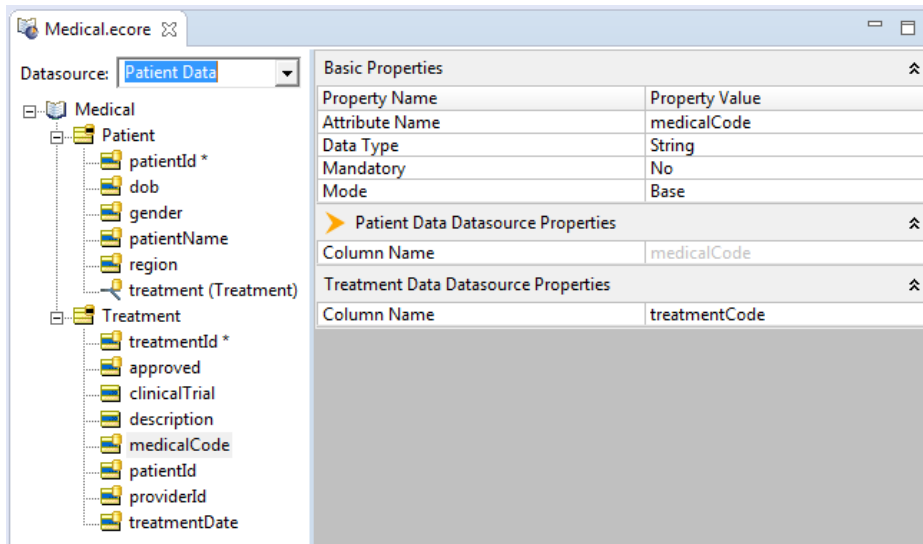 Medical.ecore
Datasource: Patient Data
Medical
Patient
patientId *
dob
gender
patientName
region
treatment (Treatment)
Treatment
treatmentId *
approved
clinicalTrial
description
medicalCode
patientId
providerId
treatmentDate
Basic Properties
Property Name Property Value
Attribute Name medicalCode
Data Type String
Mandatory No
Mode Base
Patient Data Datasource Properties
Column Name medicalCode
Treatment Data Datasource Properties
Column Name treatmentCode